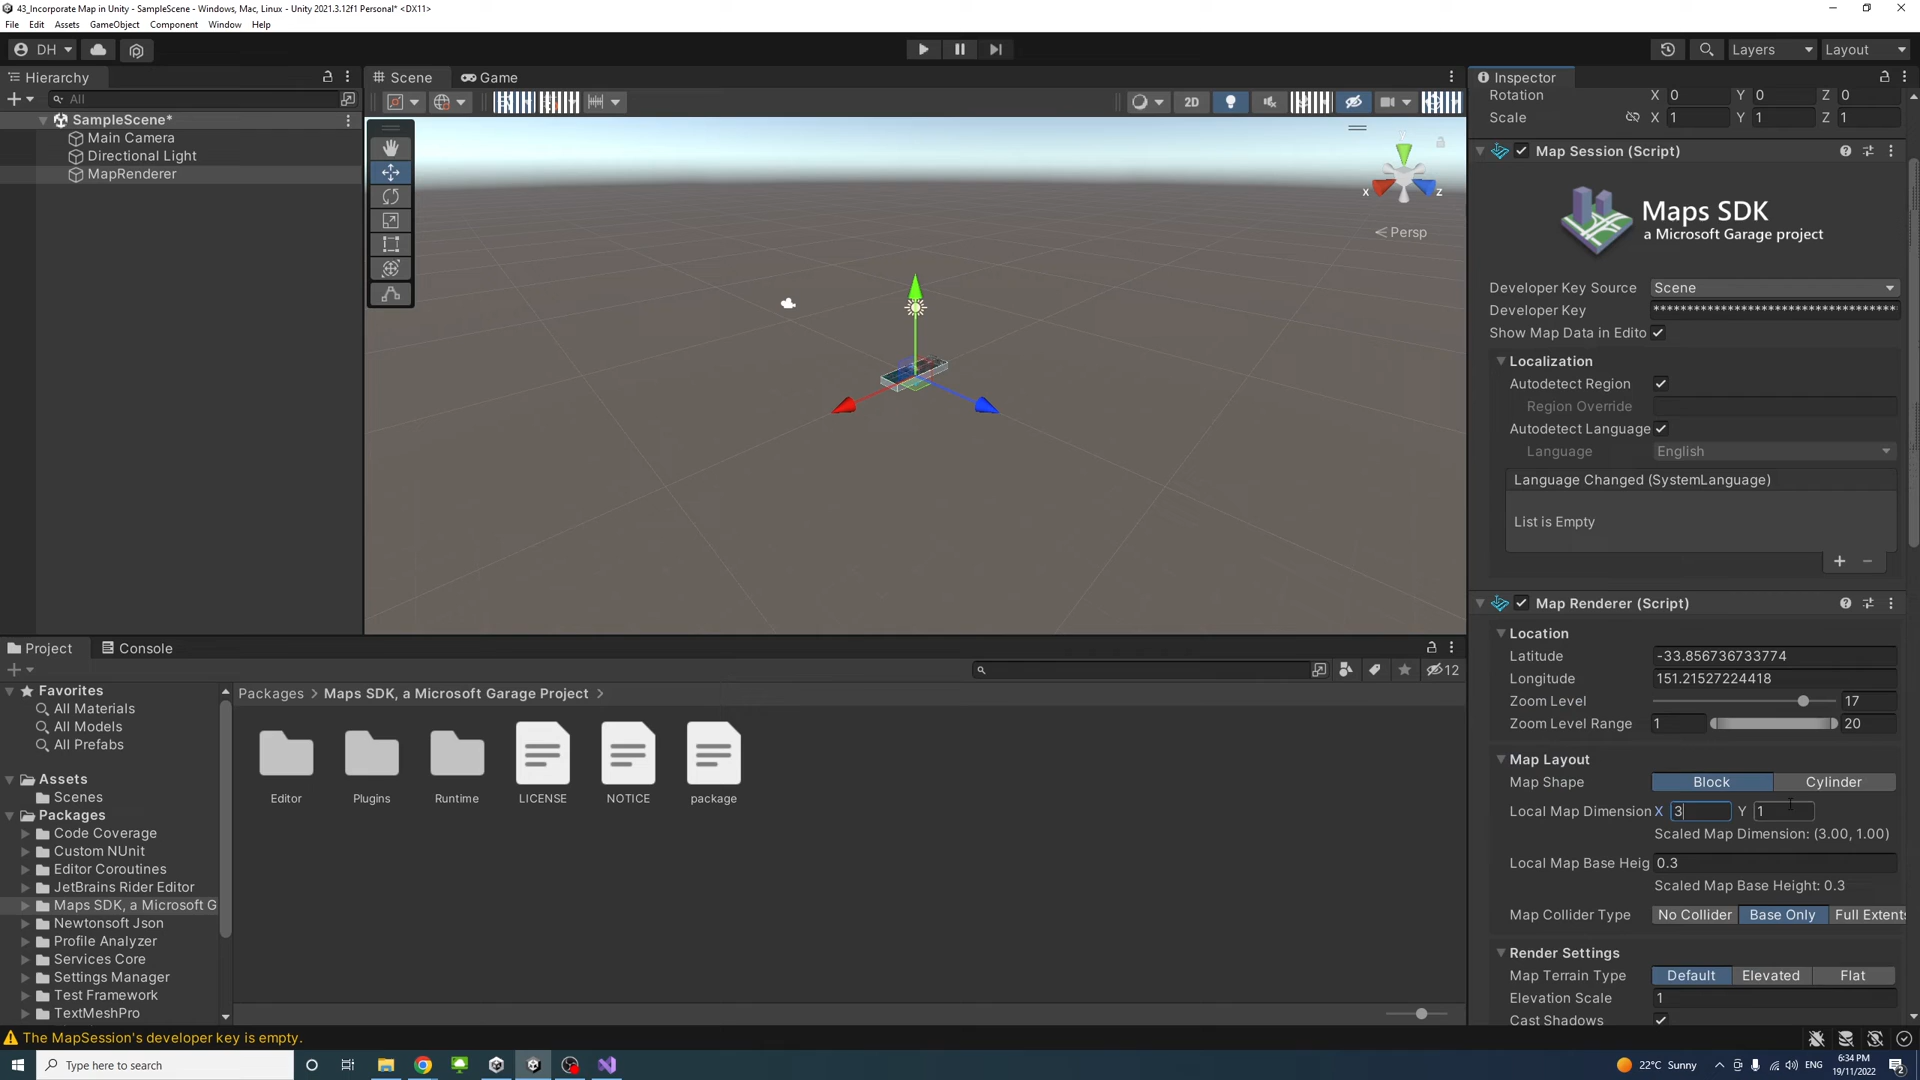 43_Incorporate Map in Unity - SampleScene - Windows, Mac, Linux - Unity 2021.3.12f1 Personal* <DX11>
File Edit Assets GameObject Component Window Help
DH
Layers
Layout
Hierarchy
All
SampleScene*
Main Camera
Directional Light
MapRenderer
Scene
Game
2D
y
x
z
Persp
Inspector
Rotation X 0 Y 0 Z 0
Scale X 1 Y 1 Z 1
Map Session (Script)
Maps SDK
a Microsoft Garage project
Developer Key Source Scene
Developer Key ************************************
Show Map Data in Edito
Localization
Autodetect Region
Region Override
Autodetect Language
Language English
Language Changed (SystemLanguage)
List is Empty
Map Renderer (Script)
Location
Latitude -33.856736733774
Longitude 151.21527224418
Zoom Level 17
Zoom Level Range 1 20
Map Layout
Map Shape Block Cylinder
Local Map Dimension X 3 Y 1
Scaled Map Dimension: (3.00, 1.00)
Local Map Base Heig 0.3
Scaled Map Base Height: 0.3
Map Collider Type No Collider Base Only Full Extents
Render Settings
Map Terrain Type Default Elevated Flat
Elevation Scale 1
Cast Shadows
Project
Console
12
Favorites
All Materials
All Models
All Prefabs
Assets
Scenes
Packages
Code Coverage
Custom NUnit
Editor Coroutines
JetBrains Rider Editor
Maps SDK, a Microsoft G
Newtonsoft Json
Profile Analyzer
Services Core
Settings Manager
Test Framework
TextMeshPro
Packages > Maps SDK, a Microsoft Garage Project >
Editor
Plugins
Runtime
LICENSE
NOTICE
package
The MapSession's developer key is empty.
Type here to search
22°C Sunny
ENG
6:34 PM
19/11/2022
2